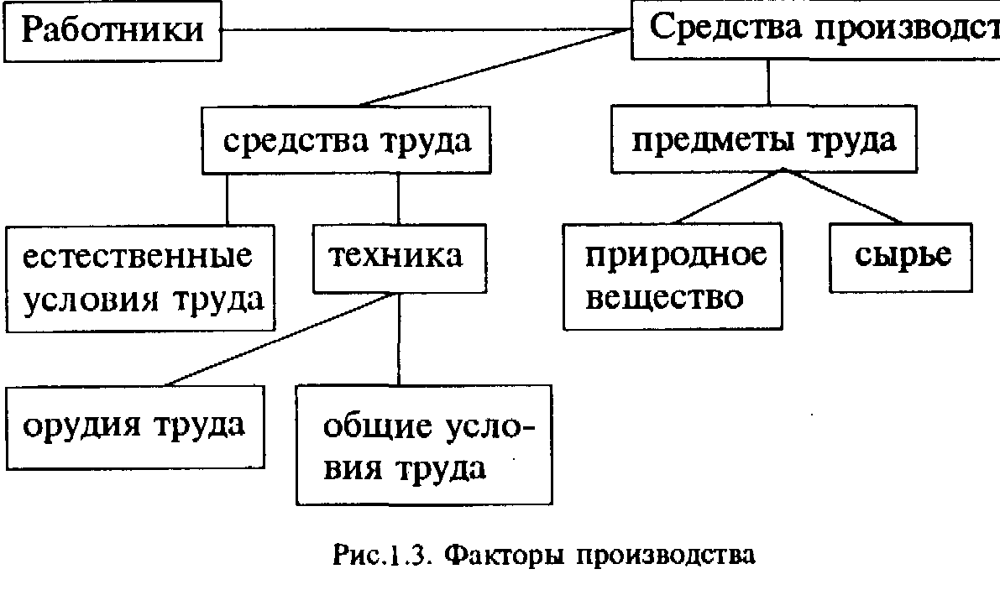 Работники
Средства производст
средства труда
предметы труда
естественные
условия труда
техника
природное
вещество
сырье
орудия труда
общие усло-
вия труда
Рис.1.3. Факторы производства